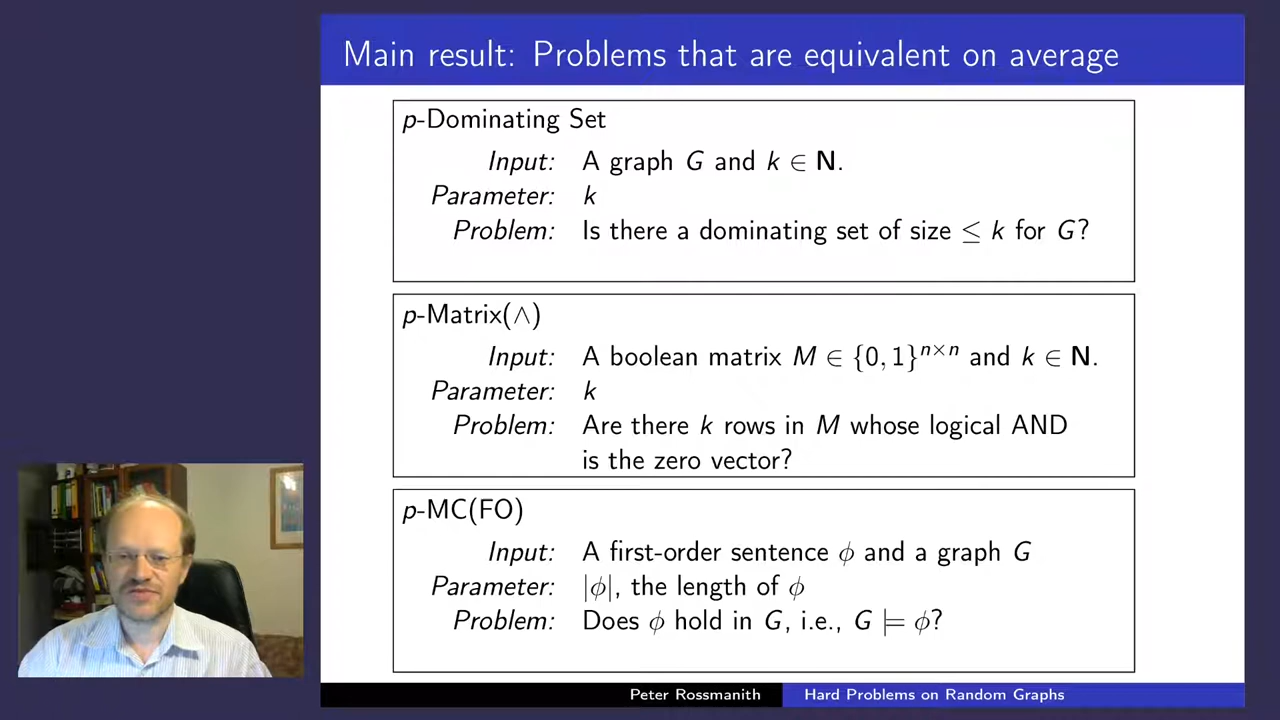 Main result: Problems that are equivalent on average
p-Dominating Set
Input: A graph G and k ∈ N.
Parameter: k
Problem: Is there a dominating set of size ≤ k for G?
p-Matrix(∧)
Input: A boolean matrix M ∈ {0, 1}ⁿˣⁿ and k ∈ N.
Parameter: k
Problem: Are there k rows in M whose logical AND
is the zero vector?
p-MC(FO)
Input: A first-order sentence ϕ and a graph G
Parameter: |ϕ|, the length of ϕ
Problem: Does ϕ hold in G, i.e., G ⊨ ϕ?
Peter Rossmanith Hard Problems on Random Graphs